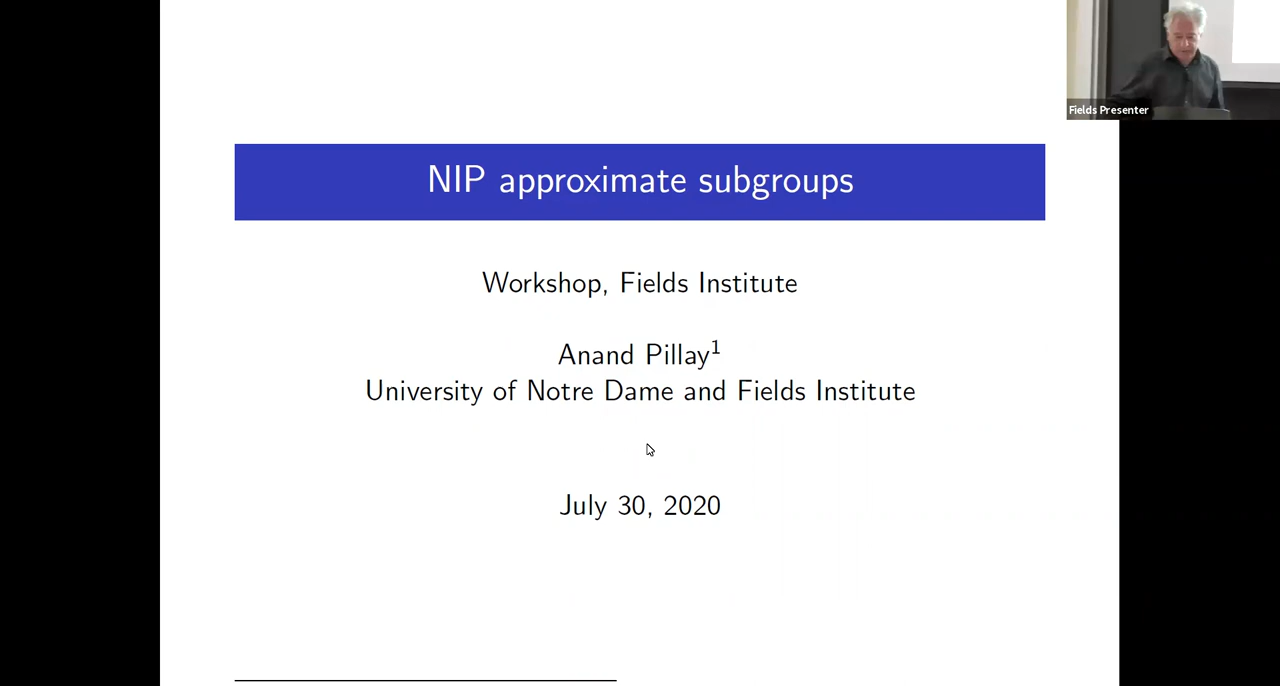 Fields Presenter
NIP approximate subgroups
Workshop, Fields Institute
Anand Pillay¹
University of Notre Dame and Fields Institute
July 30, 2020